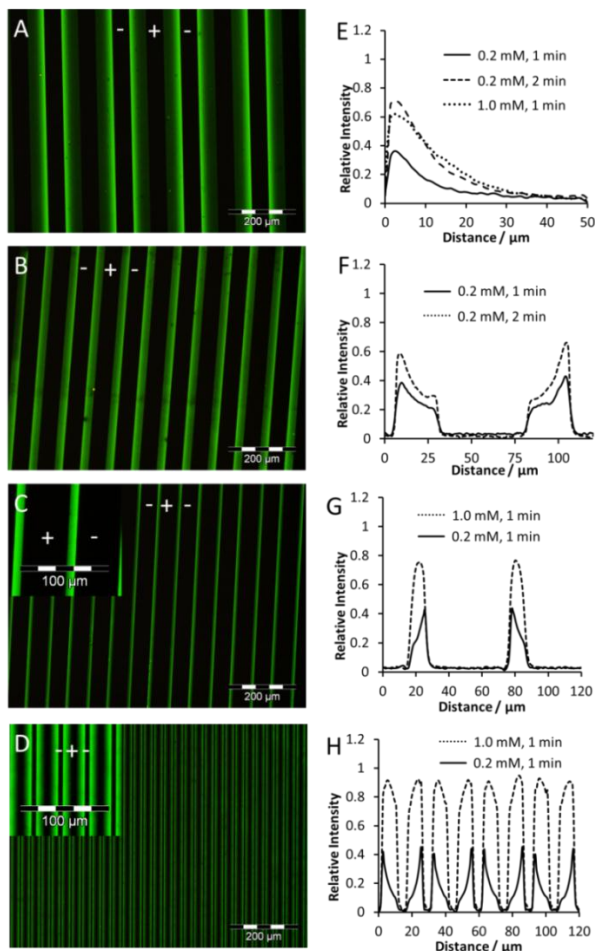 A
- + -
200 µm
B
- + -
200 µm
C
- + -
+ -
100 µm
200 µm
D
-+-
100 µm
200 µm
E
0.2 mM, 1 min
0.2 mM, 2 min
1.0 mM, 1 min
Relative Intensity
1.2
1
0.8
0.6
0.4
0.2
0
0 10 20 30 40 50
Distance / µm
F
0.2 mM, 1 min
0.2 mM, 2 min
Relative Intensity
1.2
1
0.8
0.6
0.4
0.2
0
0 25 50 75 100
Distance / µm
G
1.0 mM, 1 min
0.2 mM, 1 min
Relative Intensity
1.2
1
0.8
0.6
0.4
0.2
0
0 20 40 60 80 100 120
Distance / µm
H
1.0 mM, 1 min
0.2 mM, 1 min
Relative Intensity
1.2
1
0.8
0.6
0.4
0.2
0
0 20 40 60 80 100 120
Distance / µm